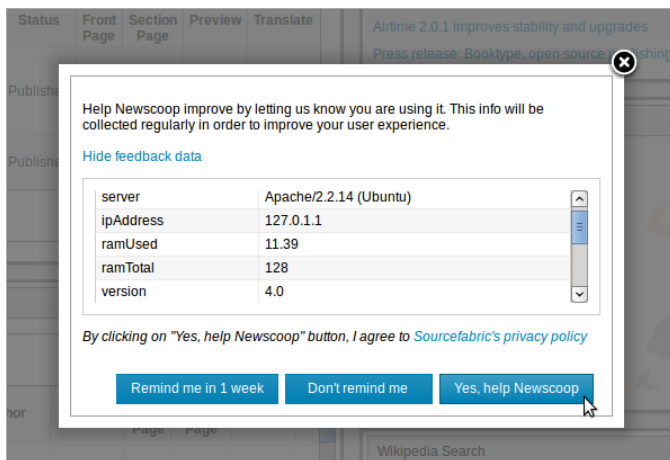 Status Front Page Section Page Preview Translate
Airtime 2.0.1 improves stability and upgrades
Press release: Booktype, open source
Help Newscoop improve by letting us know you are using it. This info will be
collected regularly in order to improve your user experience.
Hide feedback data
server Apache/2.2.14 (Ubuntu)
ipAddress 127.0.1.1
ramUsed 11.39
ramTotal 128
version 4.0
By clicking on "Yes, help Newscoop" button, I agree to Sourcefabric's privacy policy
Remind me in 1 week Don't remind me Yes, help Newscoop
Page Page
Wikipedia Search